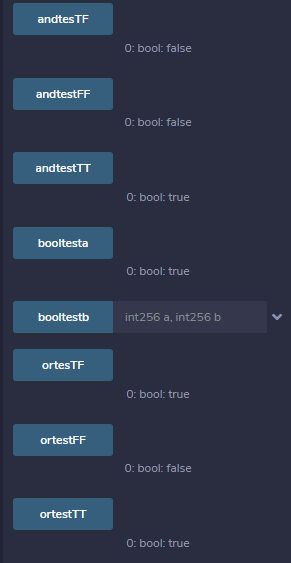 andtesTF
0: bool: false
andtestFF
0: bool: false
andtestTT
0: bool: true
booltesta
0: bool: true
booltestb int256 a, int256 b
ortesTF
0: bool: true
ortestFF
0: bool: false
ortestTT
0: bool: true